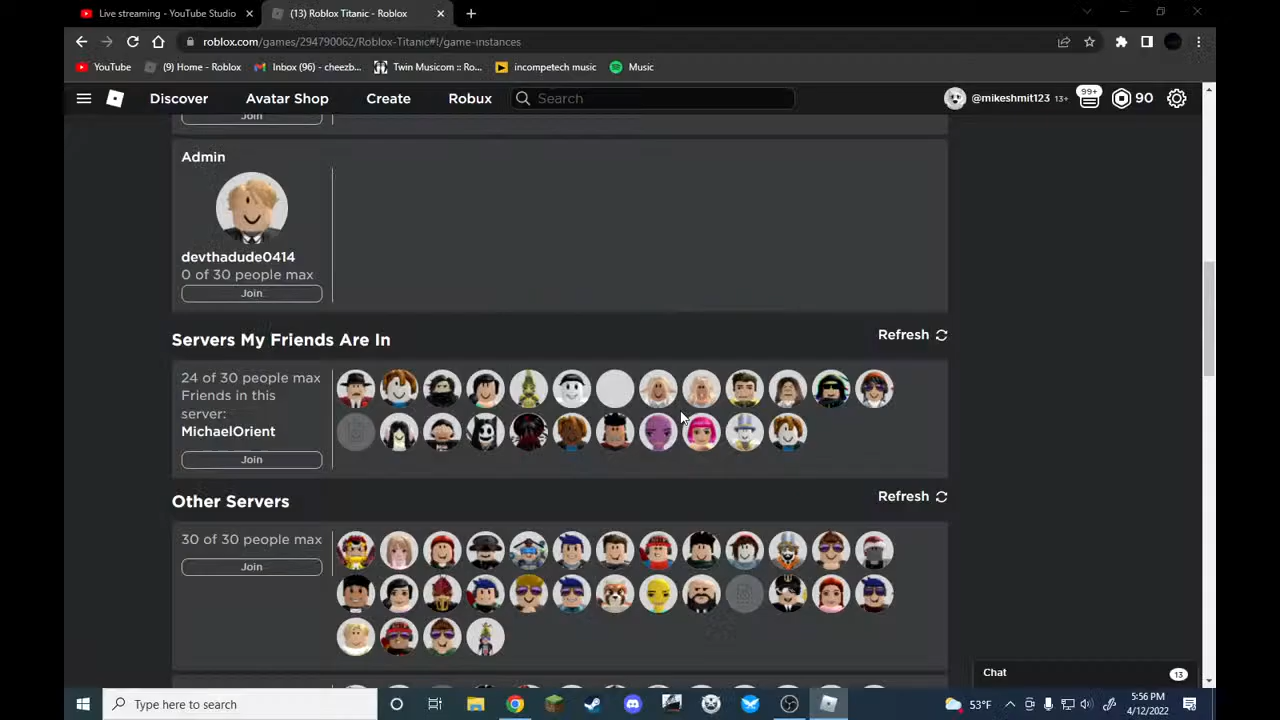 Live streaming - YouTube Studio
(13) Roblox Titanic - Roblox
roblox.com/games/294790062/Roblox-Titanic#!/game-instances
YouTube
(9) Home - Roblox
Inbox (96) - cheezb...
Twin Musicom :: Ro...
incompetech music
Music
Discover
Avatar Shop
Create
Robux
Search
@mikeshmit123 13+
99+
90
Join
Admin
devthadude0414
0 of 30 people max
Join
Servers My Friends Are In
Refresh
24 of 30 people max
Friends in this
server:
MichaelOrient
Join
Other Servers
Refresh
30 of 30 people max
Join
Chat
13
Type here to search
53°F
5:56 PM
4/12/2022